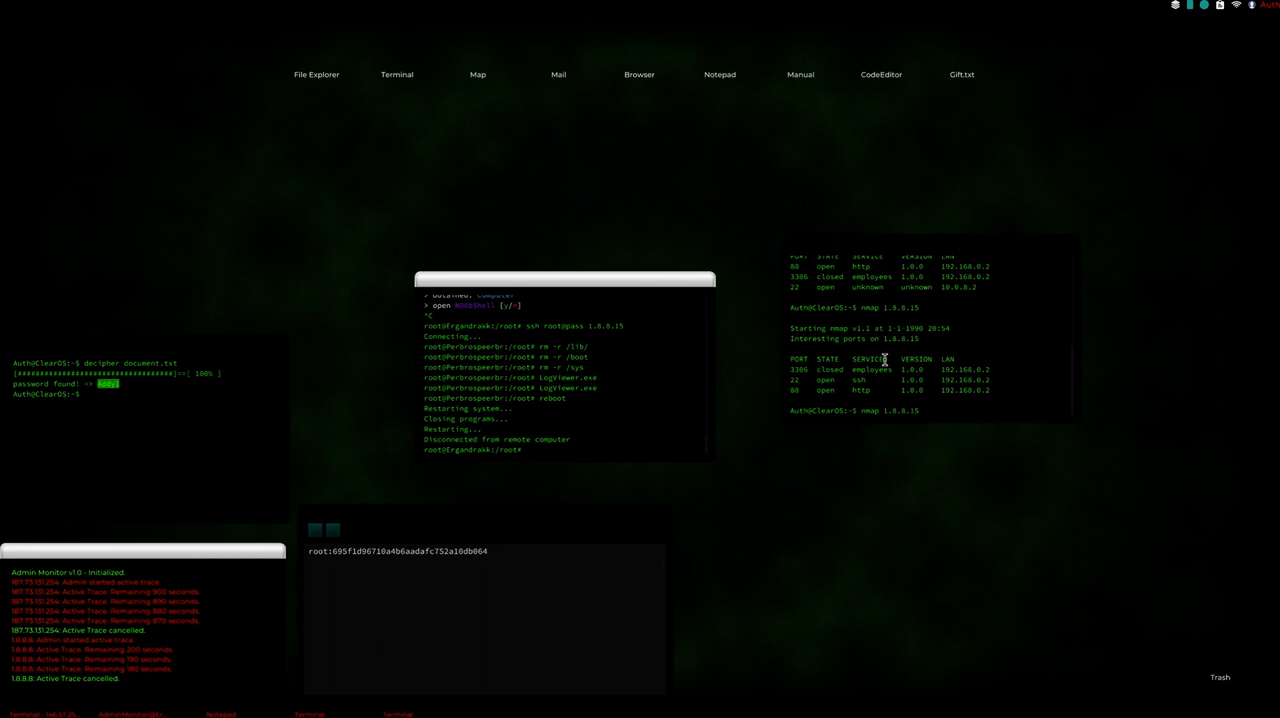 Auth
File Explorer
Terminal
Map
Mail
Browser
Notepad
Manual
CodeEditor
Gift.txt
PORT STATE SERVICE VERSION LAN
80 open http 1.0.0 192.168.0.2
3306 closed employees 1.0.0 192.168.0.2
22 open unknown unknown 10.0.8.2
Auth@ClearOS:~$ nmap 1.8.8.15
Starting nmap v1.1 at 1-1-1990 20:54
Interesting ports on 1.8.8.15
PORT STATE SERVICE VERSION LAN
3306 closed employees 1.0.0 192.168.0.2
22 open ssh 1.0.0 192.168.0.2
80 open http 1.0.0 192.168.0.2
Auth@ClearOS:~$ nmap 1.8.8.15
> obtained: Computer
> open N00bShell [y/n]
^C
root@Ergandrakk:/root# ssh root@pass 1.8.8.15
Connecting...
root@Perbrospeerbr:/root# rm -r /lib/
root@Perbrospeerbr:/root# rm -r /boot
root@Perbrospeerbr:/root# rm -r /sys
root@Perbrospeerbr:/root# LogViewer.exe
root@Perbrospeerbr:/root# LogViewer.exe
root@Perbrospeerbr:/root# reboot
Restarting system...
Closing programs...
Restarting...
Disconnected from remote computer
root@Ergandrakk:/root#
Auth@ClearOS:~$ decipher document.txt
[##################################]==[ 100% ]
password found! => Addy1
Auth@ClearOS:~$
root:695f1d96710a4b6aadafc752a10db064
Admin Monitor v1.0 - Initialized.
187.73.131.254: Admin started active trace.
187.73.131.254: Active Trace: Remaining 900 seconds.
187.73.131.254: Active Trace: Remaining 890 seconds.
187.73.131.254: Active Trace: Remaining 880 seconds.
187.73.131.254: Active Trace: Remaining 870 seconds.
187.73.131.254: Active Trace cancelled.
1.8.8.8: Admin started active trace.
1.8.8.8: Active Trace: Remaining 200 seconds.
1.8.8.8: Active Trace: Remaining 190 seconds.
1.8.8.8: Active Trace: Remaining 180 seconds.
1.8.8.8: Active Trace cancelled.
Trash
Terminal
Notepad
Terminal
Terminal